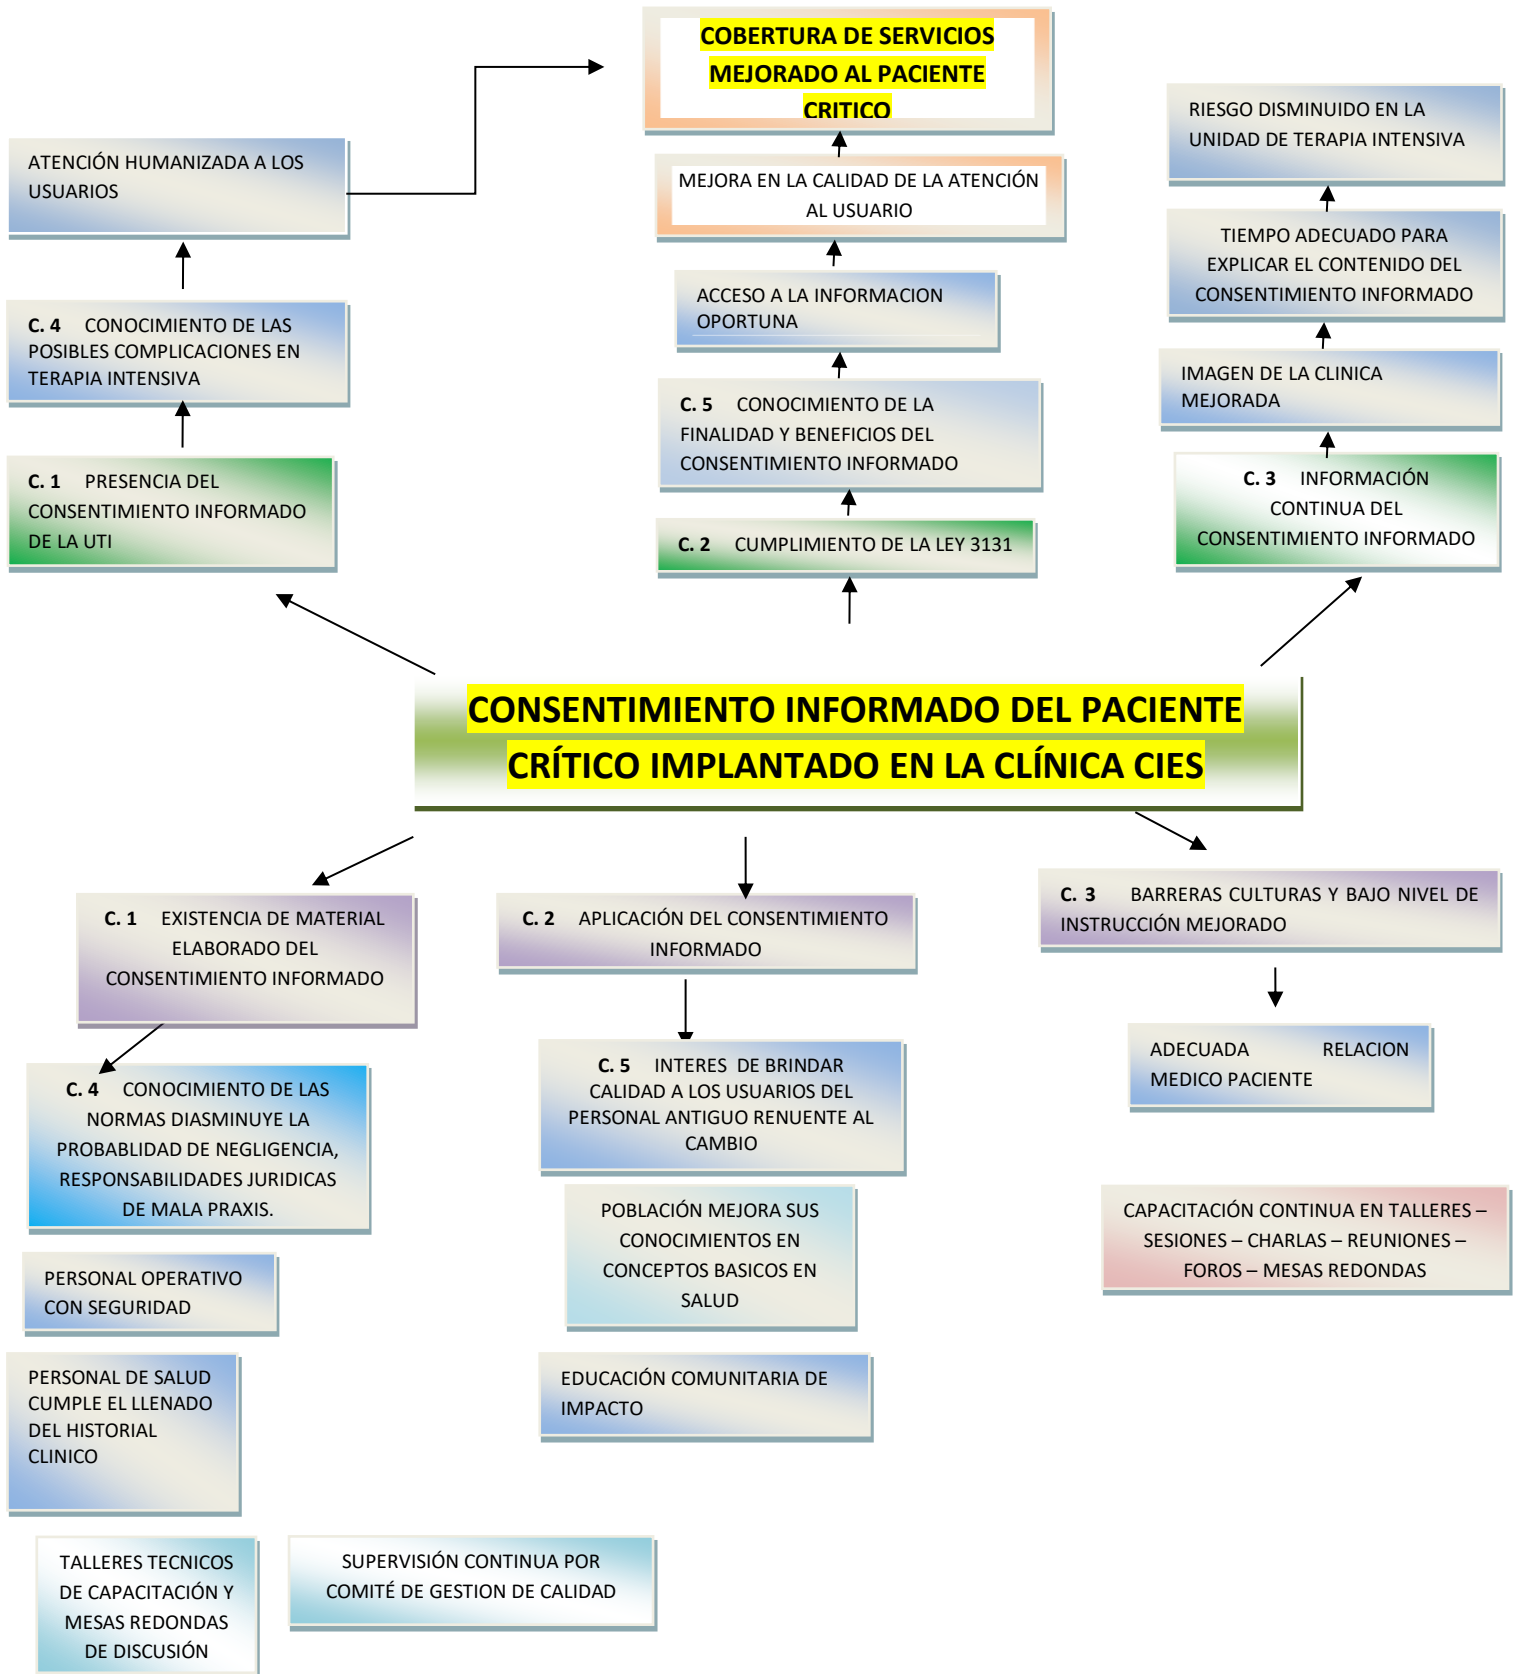 COBERTURA DE SERVICIOS
MEJORADO AL PACIENTE
CRITICO
RIESGO DISMINUIDO EN LA
UNIDAD DE TERAPIA INTENSIVA
ATENCIÓN HUMANIZADA A LOS
USUARIOS
MEJORA EN LA CALIDAD DE LA ATENCIÓN
AL USUARIO
TIEMPO ADECUADO PARA
EXPLICAR EL CONTENIDO DEL
CONSENTIMIENTO INFORMADO
ACCESO A LA INFORMACION
OPORTUNA
C. 4 CONOCIMIENTO DE LAS
POSIBLES COMPLICACIONES EN
TERAPIA INTENSIVA
IMAGEN DE LA CLINICA
MEJORADA
C. 5 CONOCIMIENTO DE LA
FINALIDAD Y BENEFICIOS DEL
CONSENTIMIENTO INFORMADO
C. 1 PRESENCIA DEL
CONSENTIMIENTO INFORMADO
DE LA UTI
C. 3 INFORMACIÓN
CONTINUA DEL
CONSENTIMIENTO INFORMADO
C. 2 CUMPLIMIENTO DE LA LEY 3131
CONSENTIMIENTO INFORMADO DEL PACIENTE
CRÍTICO IMPLANTADO EN LA CLÍNICA CIES
C. 1 EXISTENCIA DE MATERIAL
ELABORADO DEL
CONSENTIMIENTO INFORMADO
C. 2 APLICACIÓN DEL CONSENTIMIENTO
INFORMADO
C. 3 BARRERAS CULTURAS Y BAJO NIVEL DE
INSTRUCCIÓN MEJORADO
C. 4 CONOCIMIENTO DE LAS
NORMAS DIASMINUYE LA
PROBABLIDAD DE NEGLIGENCIA,
RESPONSABILIDADES JURIDICAS
DE MALA PRAXIS.
C. 5 INTERES DE BRINDAR
CALIDAD A LOS USUARIOS DEL
PERSONAL ANTIGUO RENUENTE AL
CAMBIO
ADECUADA RELACION
MEDICO PACIENTE
POBLACIÓN MEJORA SUS
CONOCIMIENTOS EN
CONCEPTOS BASICOS EN
SALUD
CAPACITACIÓN CONTINUA EN TALLERES –
SESIONES – CHARLAS – REUNIONES –
FOROS – MESAS REDONDAS
PERSONAL OPERATIVO
CON SEGURIDAD
PERSONAL DE SALUD
CUMPLE EL LLENADO
DEL HISTORIAL
CLINICO
EDUCACIÓN COMUNITARIA DE
IMPACTO
TALLERES TECNICOS
DE CAPACITACIÓN Y
MESAS REDONDAS
DE DISCUSIÓN
SUPERVISIÓN CONTINUA POR
COMITÉ DE GESTION DE CALIDAD